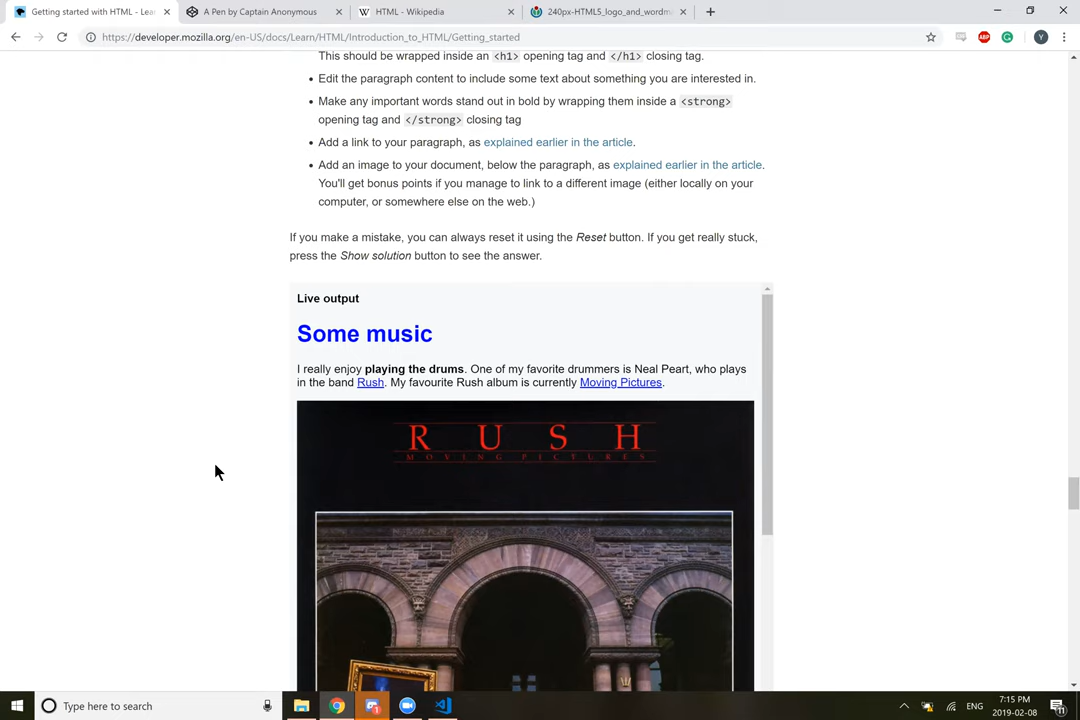 Getting started with HTML - Lea
A Pen by Captain Anonymous
HTML - Wikipedia
240px-HTML5_logo_and_wordm
https://developer.mozilla.org/en-US/docs/Learn/HTML/Introduction_to_HTML/Getting_started
ABP
G
Y
This should be wrapped inside an <h1> opening tag and </h1> closing tag.
• Edit the paragraph content to include some text about something you are interested in.
• Make any important words stand out in bold by wrapping them inside a <strong>
opening tag and </strong> closing tag
• Add a link to your paragraph, as explained earlier in the article.
• Add an image to your document, below the paragraph, as explained earlier in the article.
You'll get bonus points if you manage to link to a different image (either locally on your
computer, or somewhere else on the web.)
If you make a mistake, you can always reset it using the Reset button. If you get really stuck,
press the Show solution button to see the answer.
Live output
Some music
I really enjoy playing the drums. One of my favorite drummers is Neal Peart, who plays
in the band Rush. My favourite Rush album is currently Moving Pictures.
RUSH
MOVING PICTURES
Type here to search
ENG
7:15 PM
2019-02-08
11